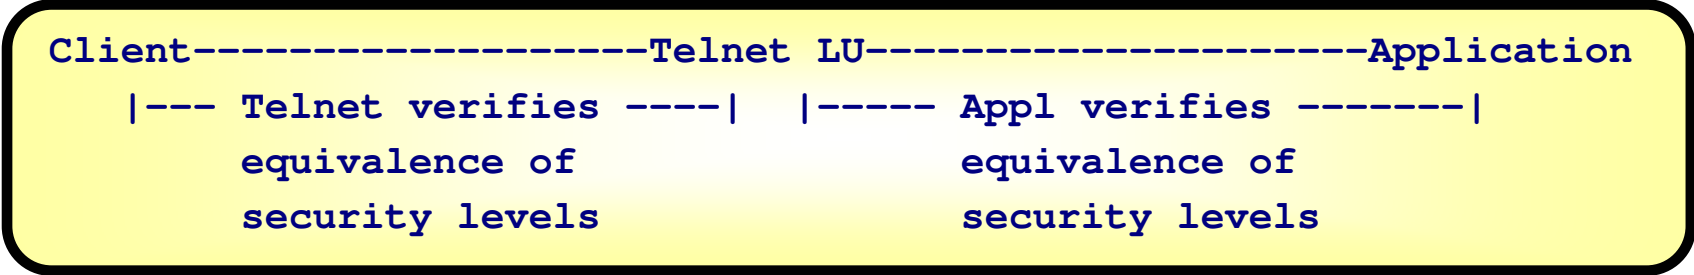 Client-------------------Telnet LU---------------------Application
|--- Telnet verifies ----| |----- Appl verifies -------|
equivalence of equivalence of
security levels security levels